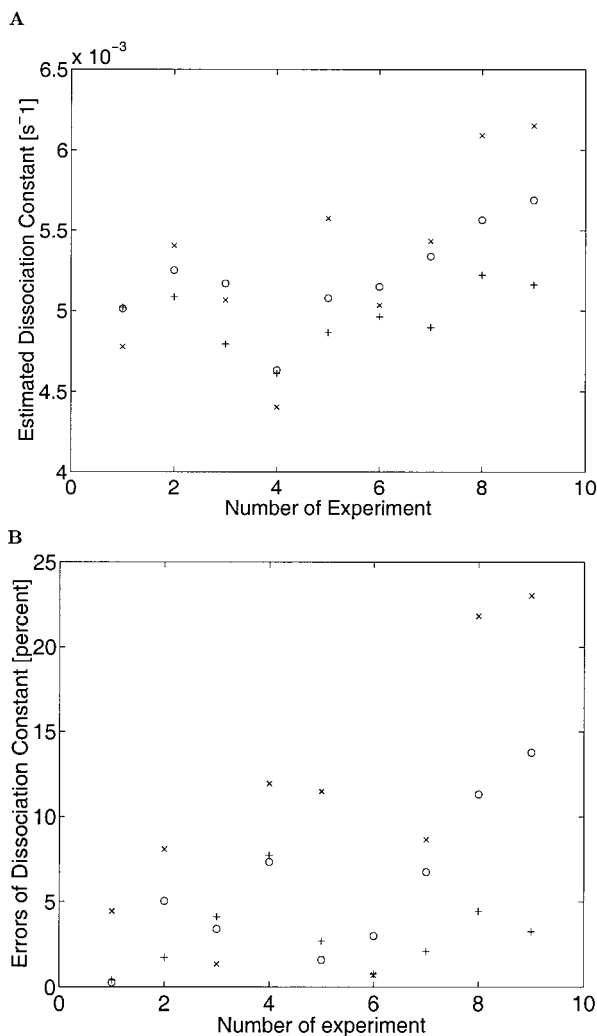 A
x 10⁻³
6.5
6
5.5
5
4.5
4
Estimated Dissociation Constant [s⁻1]
0 2 4 6 8 10
Number of Experiment
B
25
20
15
10
5
0
Errors of Dissociation Constant [percent]
0 2 4 6 8 10
Number of experiment